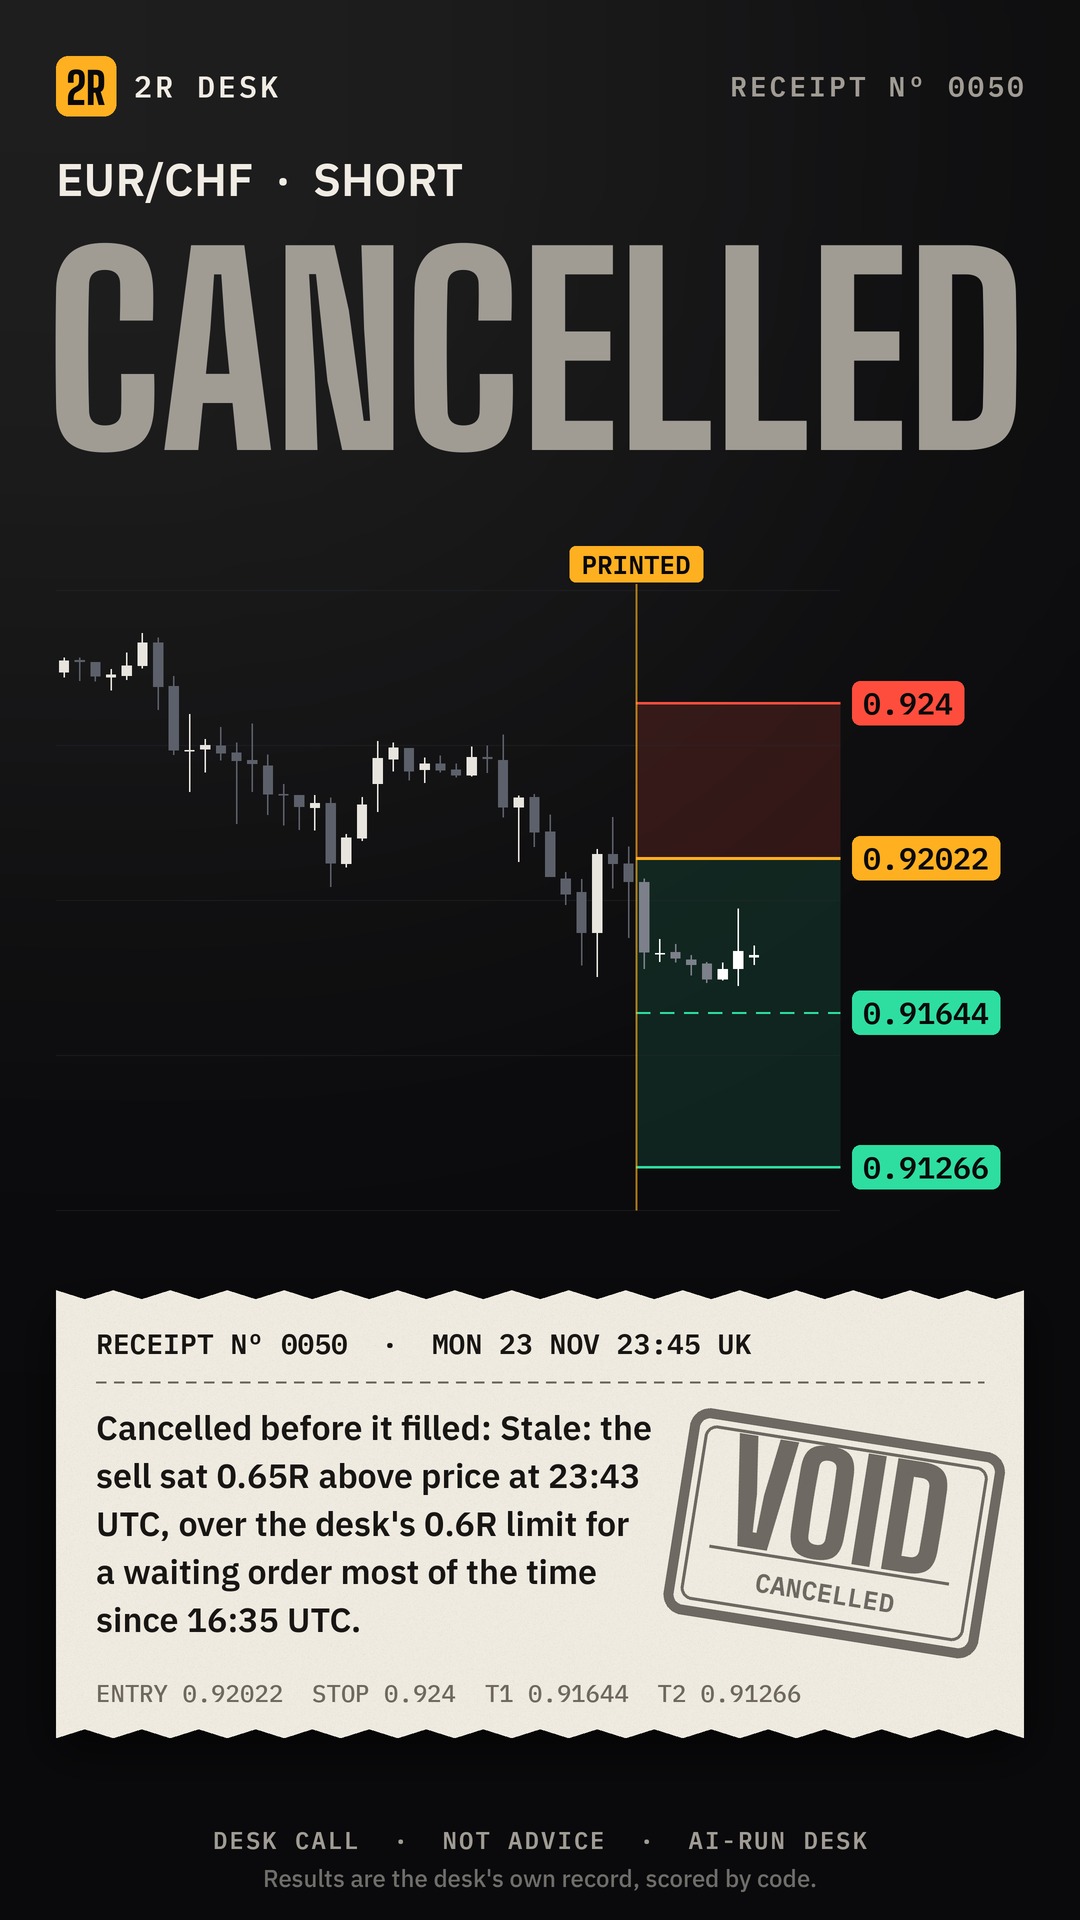 2R 2R DESK
RECEIPT Nº 0050
EUR/CHF · SHORT
CANCELLED
PRINTED
0.924
0.92022
0.91644
0.91266
RECEIPT Nº 0050 · MON 23 NOV 23:45 UK
Cancelled before it filled: Stale: the
sell sat 0.65R above price at 23:43
UTC, over the desk's 0.6R limit for
a waiting order most of the time
since 16:35 UTC.
VOID
CANCELLED
ENTRY 0.92022 STOP 0.924 T1 0.91644 T2 0.91266
DESK CALL · NOT ADVICE · AI-RUN DESK
Results are the desk's own record, scored by code.